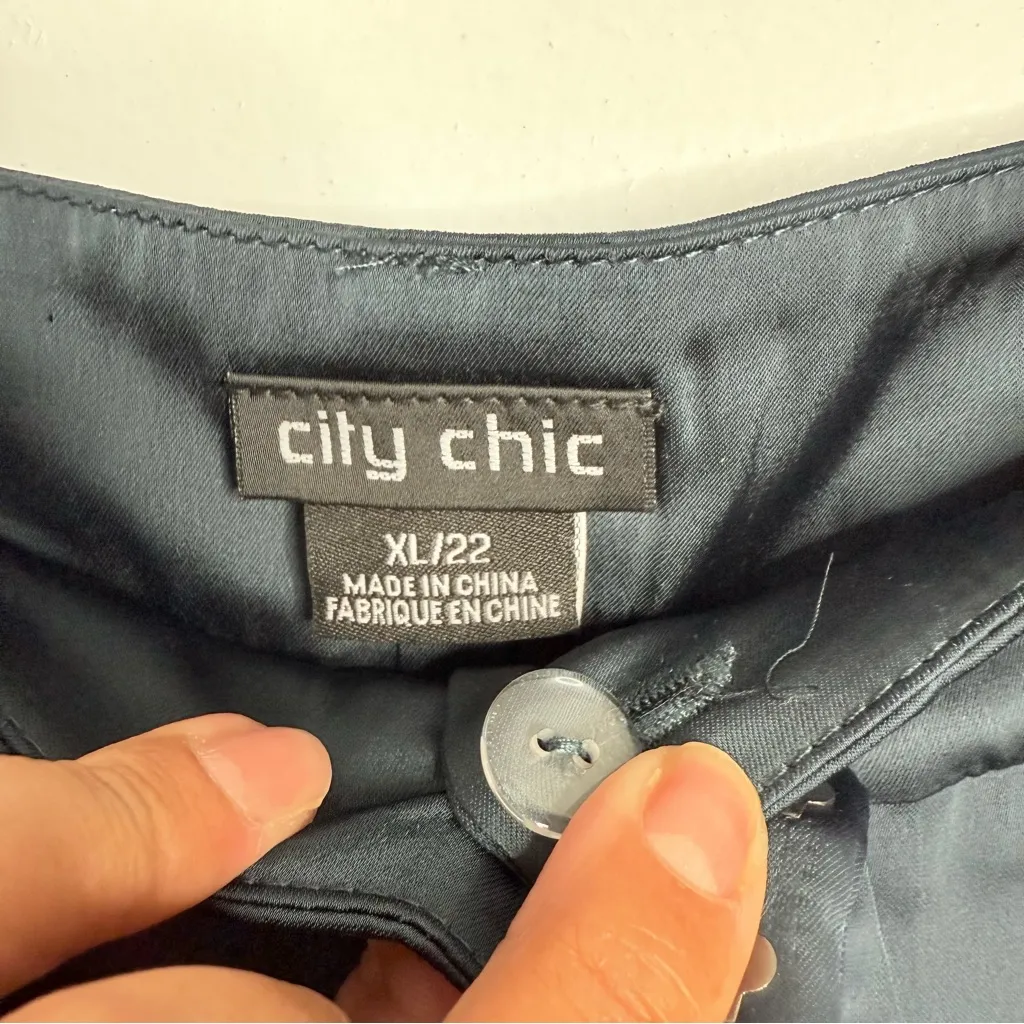 city chic
XL/22
MADE IN CHINA
FABRIQUE EN CHINE